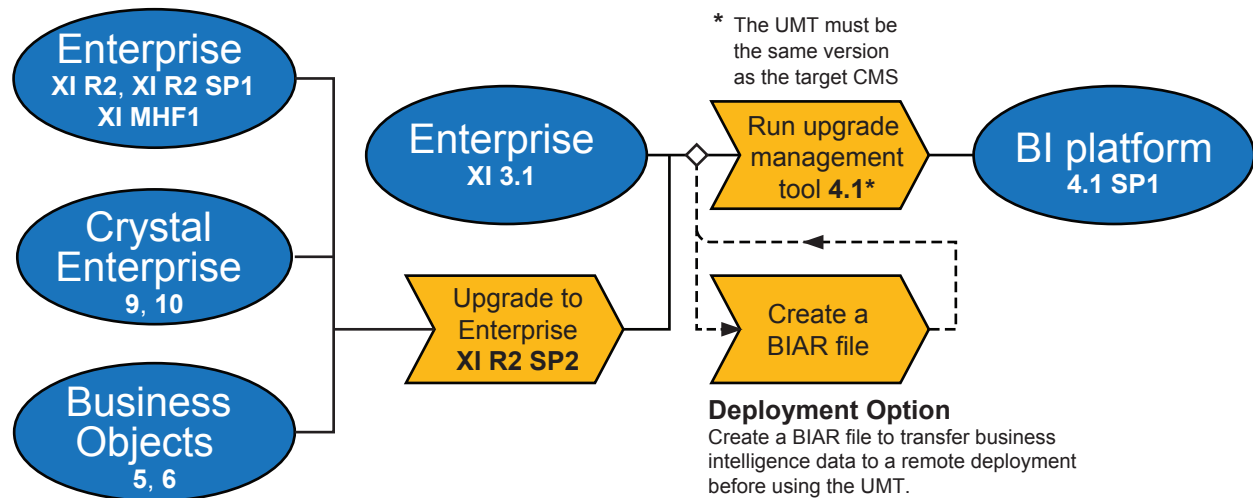 Enterprise
XI R2, XI R2 SP1
XI MHF1
Crystal
Enterprise
9, 10
Business
Objects
5, 6
Enterprise
XI 3.1
Upgrade to
Enterprise
XI R2 SP2
* The UMT must be
the same version
as the target CMS
Run upgrade
management
tool 4.1*
BI platform
4.1 SP1
Create a
BIAR file
Deployment Option
Create a BIAR file to transfer business
intelligence data to a remote deployment
before using the UMT.